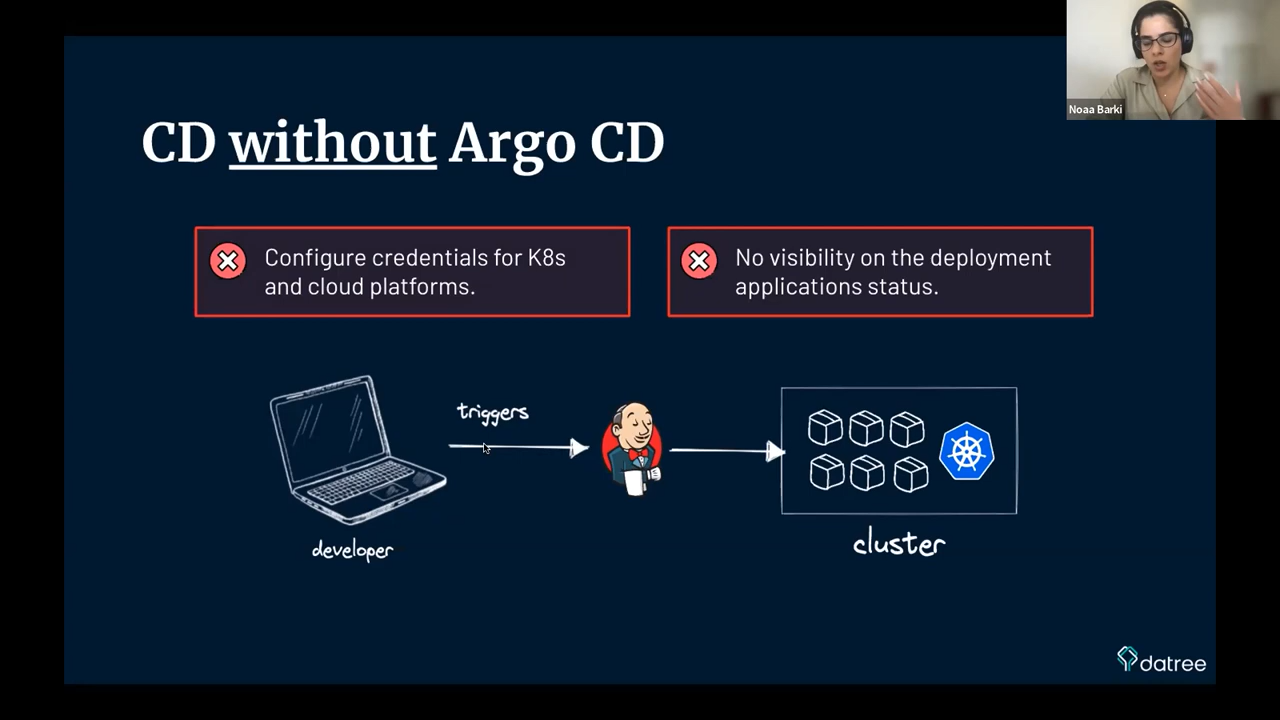 Noaa Barki
CD without Argo CD
Configure credentials for K8s
and cloud platforms.
No visibility on the deployment
applications status.
triggers
developer
cluster
datree